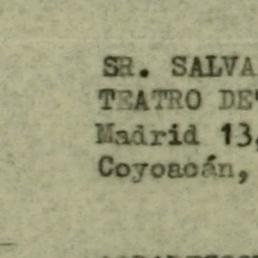 SR. SALVA
TEATRO DE
Madrid 13,
Coyoacán,